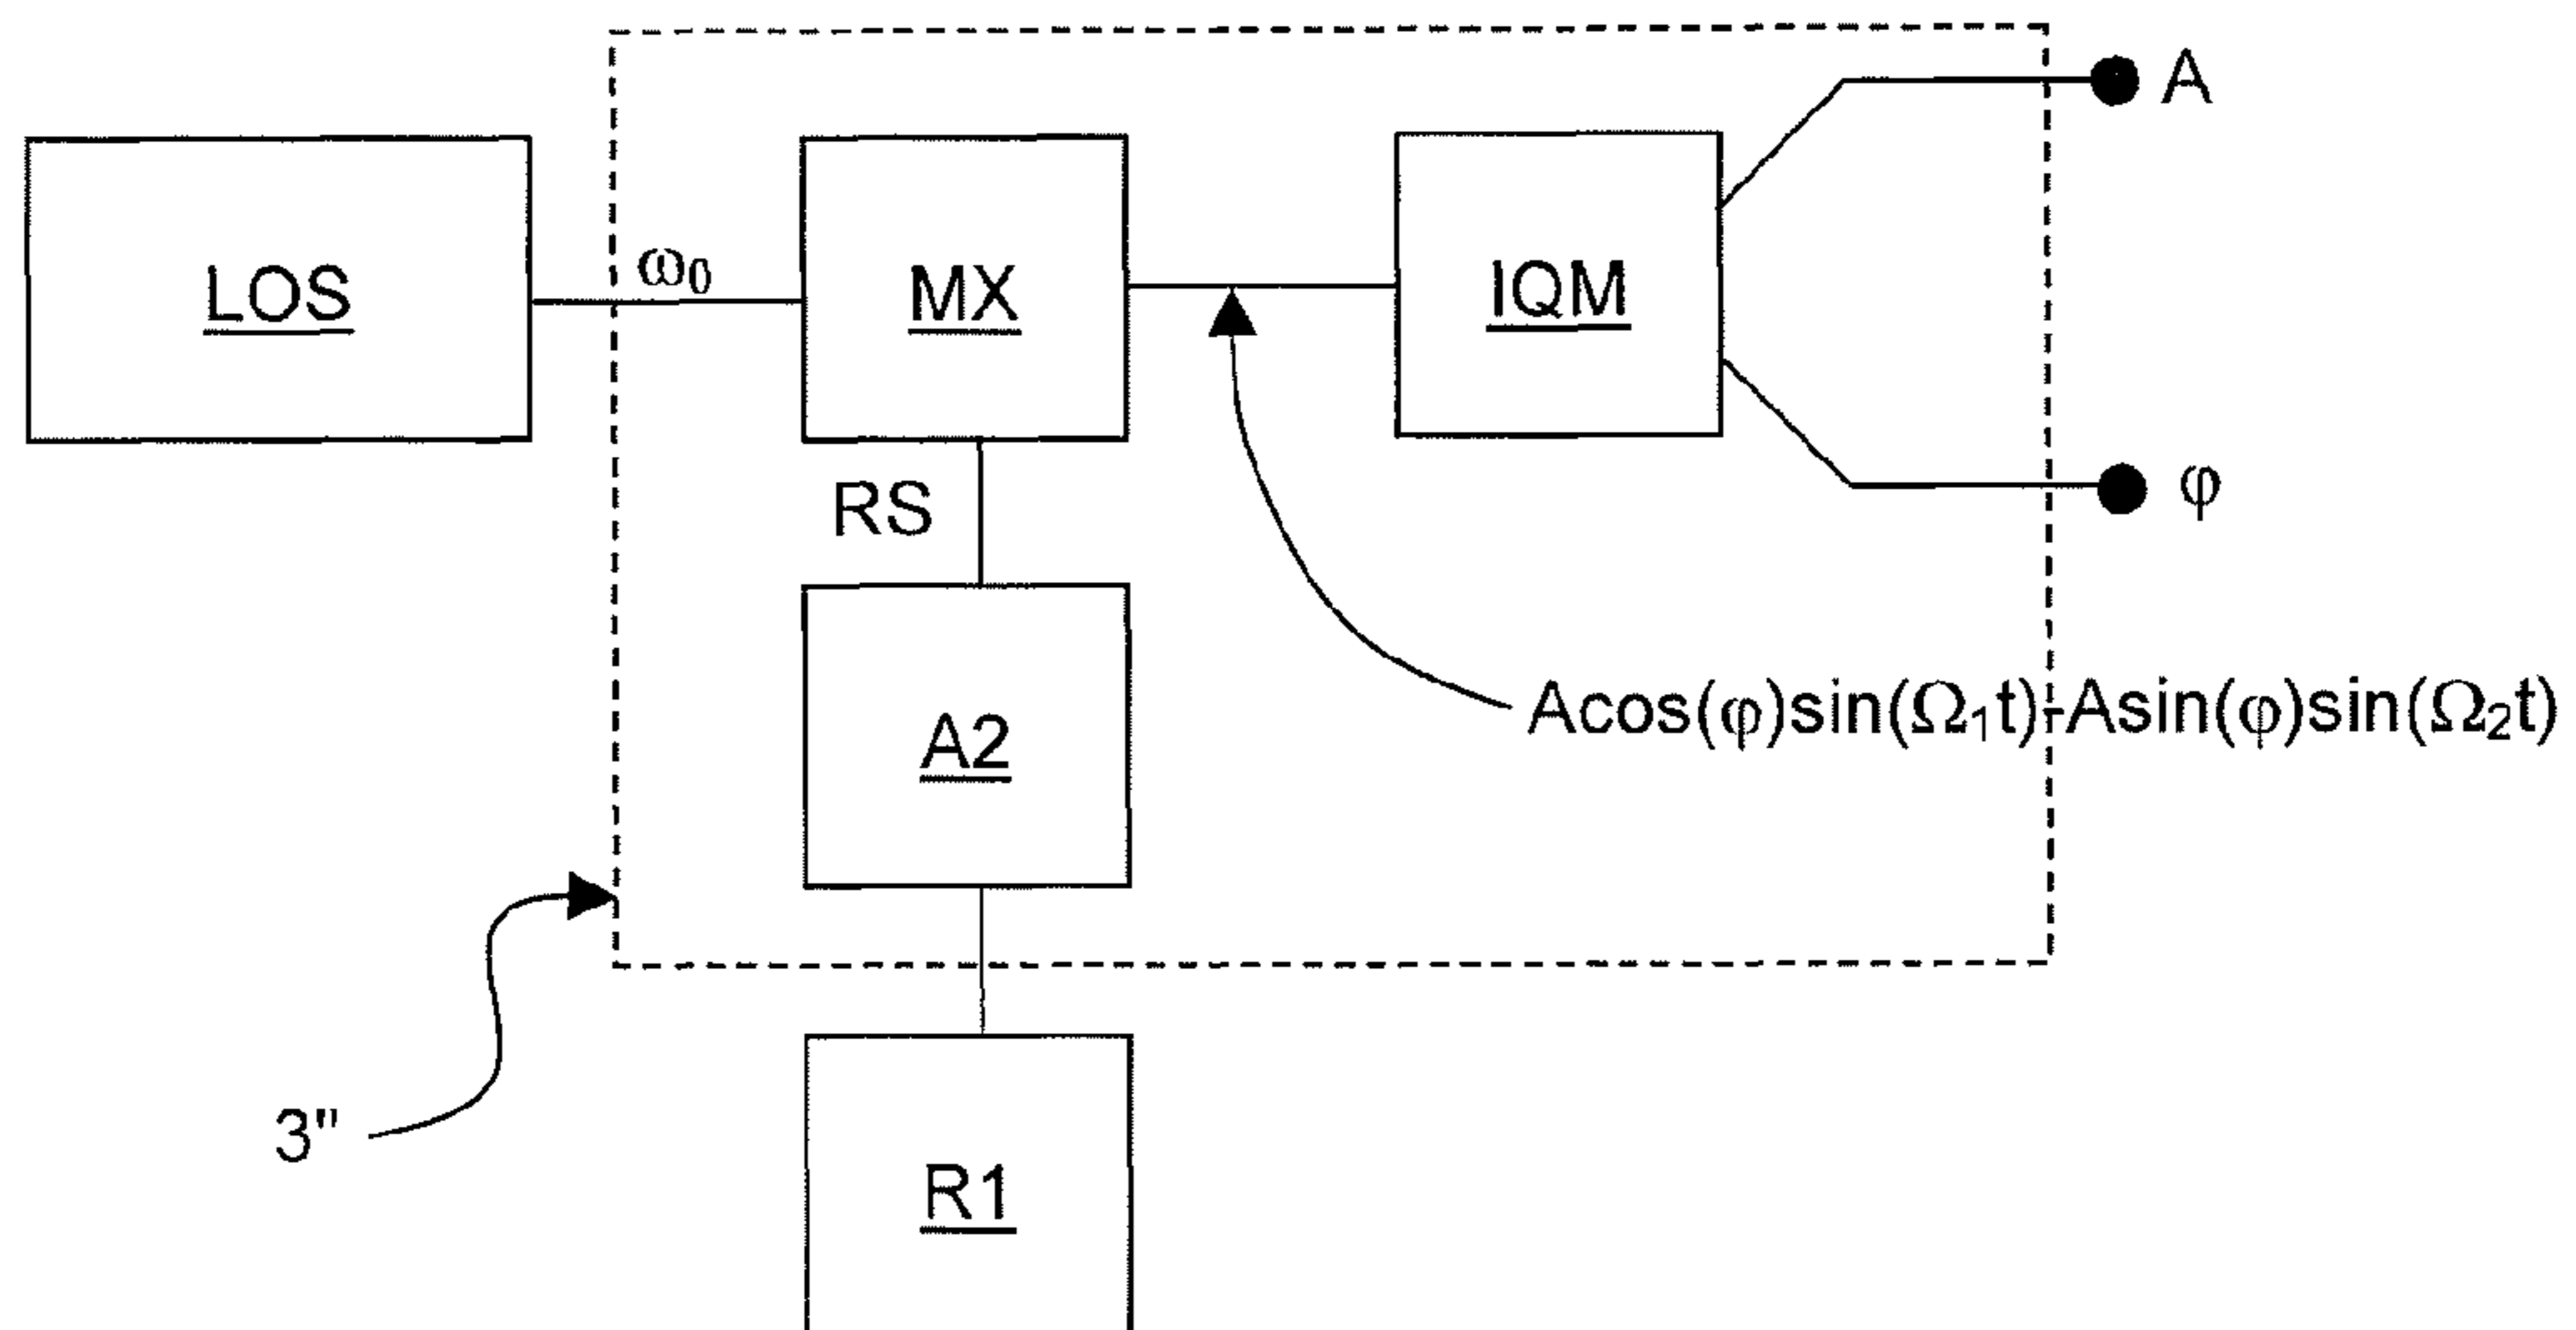 A
LOS
ω₀
MX
IQM
RS
φ
A2
Acos(φ)sin(Ω₁t)-Asin(φ)sin(Ω₂t)
3"
R1